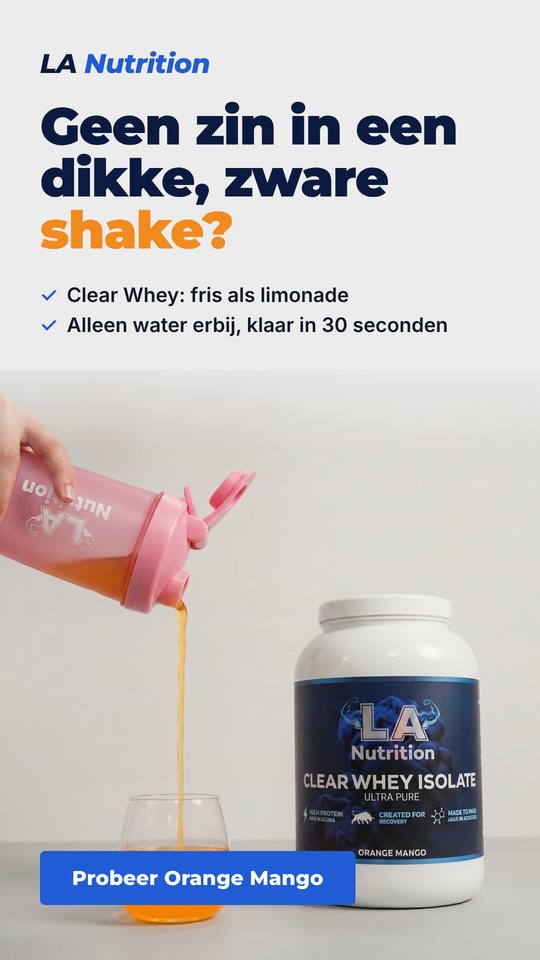 LA Nutrition
Geen zin in een
dikke, zware
shake?
Clear Whey: fris als limonade
Alleen water erbij, klaar in 30 seconden
LA
Nutrition
LA
Nutrition
CLEAR WHEY ISOLATE
ULTRA PURE
HIGH PROTEIN
CREATED FOR
RECOVERY
MADE TO
ORANGE MANGO
Probeer Orange Mango